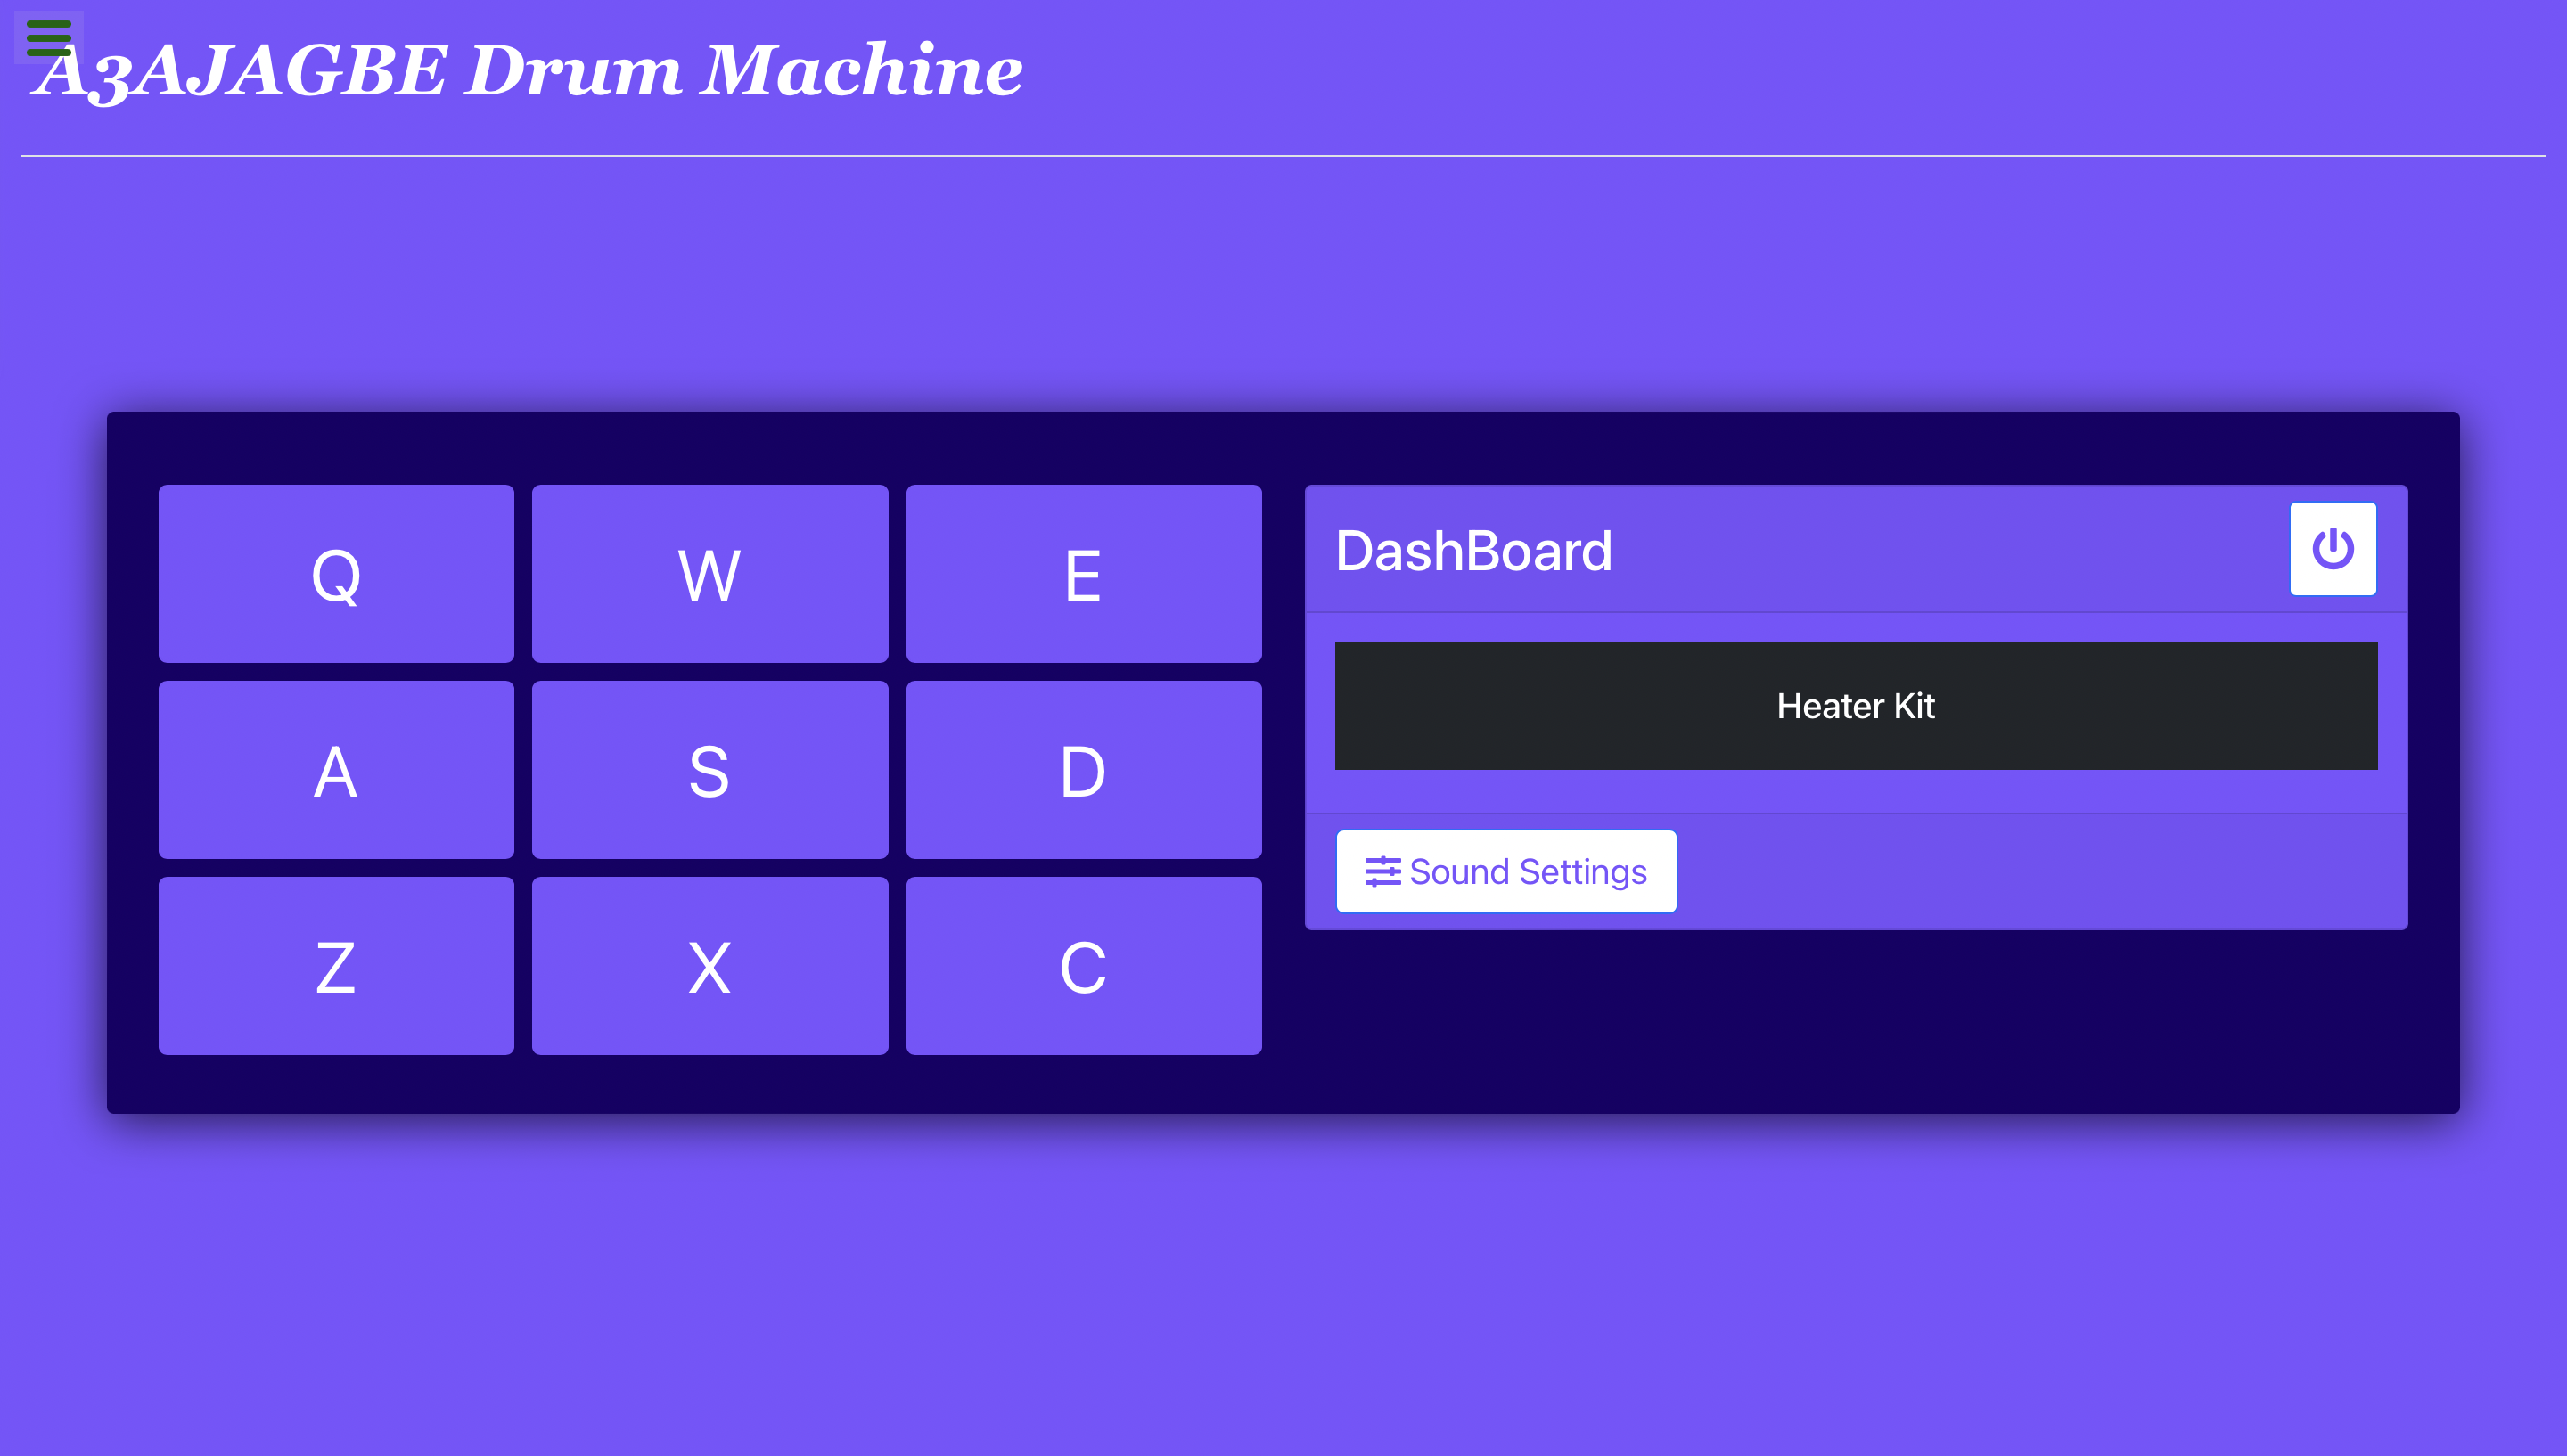 A3AJAGBE Drum Machine
Q W E
A S D
Z X C
DashBoard
Heater Kit
Sound Settings